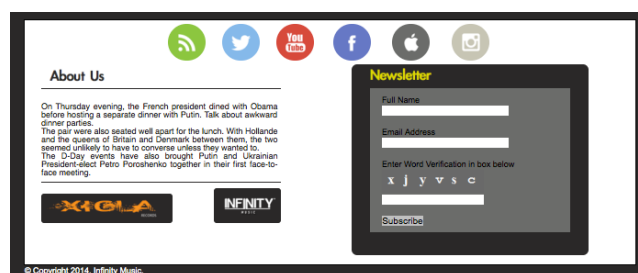 You
Tube
f
About Us
On Thursday evening, the French president dined with Obama
before hosting a separate dinner with Putin. Talk about awkward
dinner parties.
The pair were also seated well apart for the lunch. With Hollande
and the queens of Britain and Denmark between them, the two
seemed unlikely to have to converse unless they wanted to.
The D-Day events have also brought Putin and Ukrainian
President-elect Petro Poroshenko together in their first face-to-
face meeting.
XIGLA
RECORDS
INFINITY
MUSIC
Newsletter
Full Name
Email Address
Enter Word Verification in box below
x j y v s c
Subscribe
© Copyright 2014. Infinity Music.